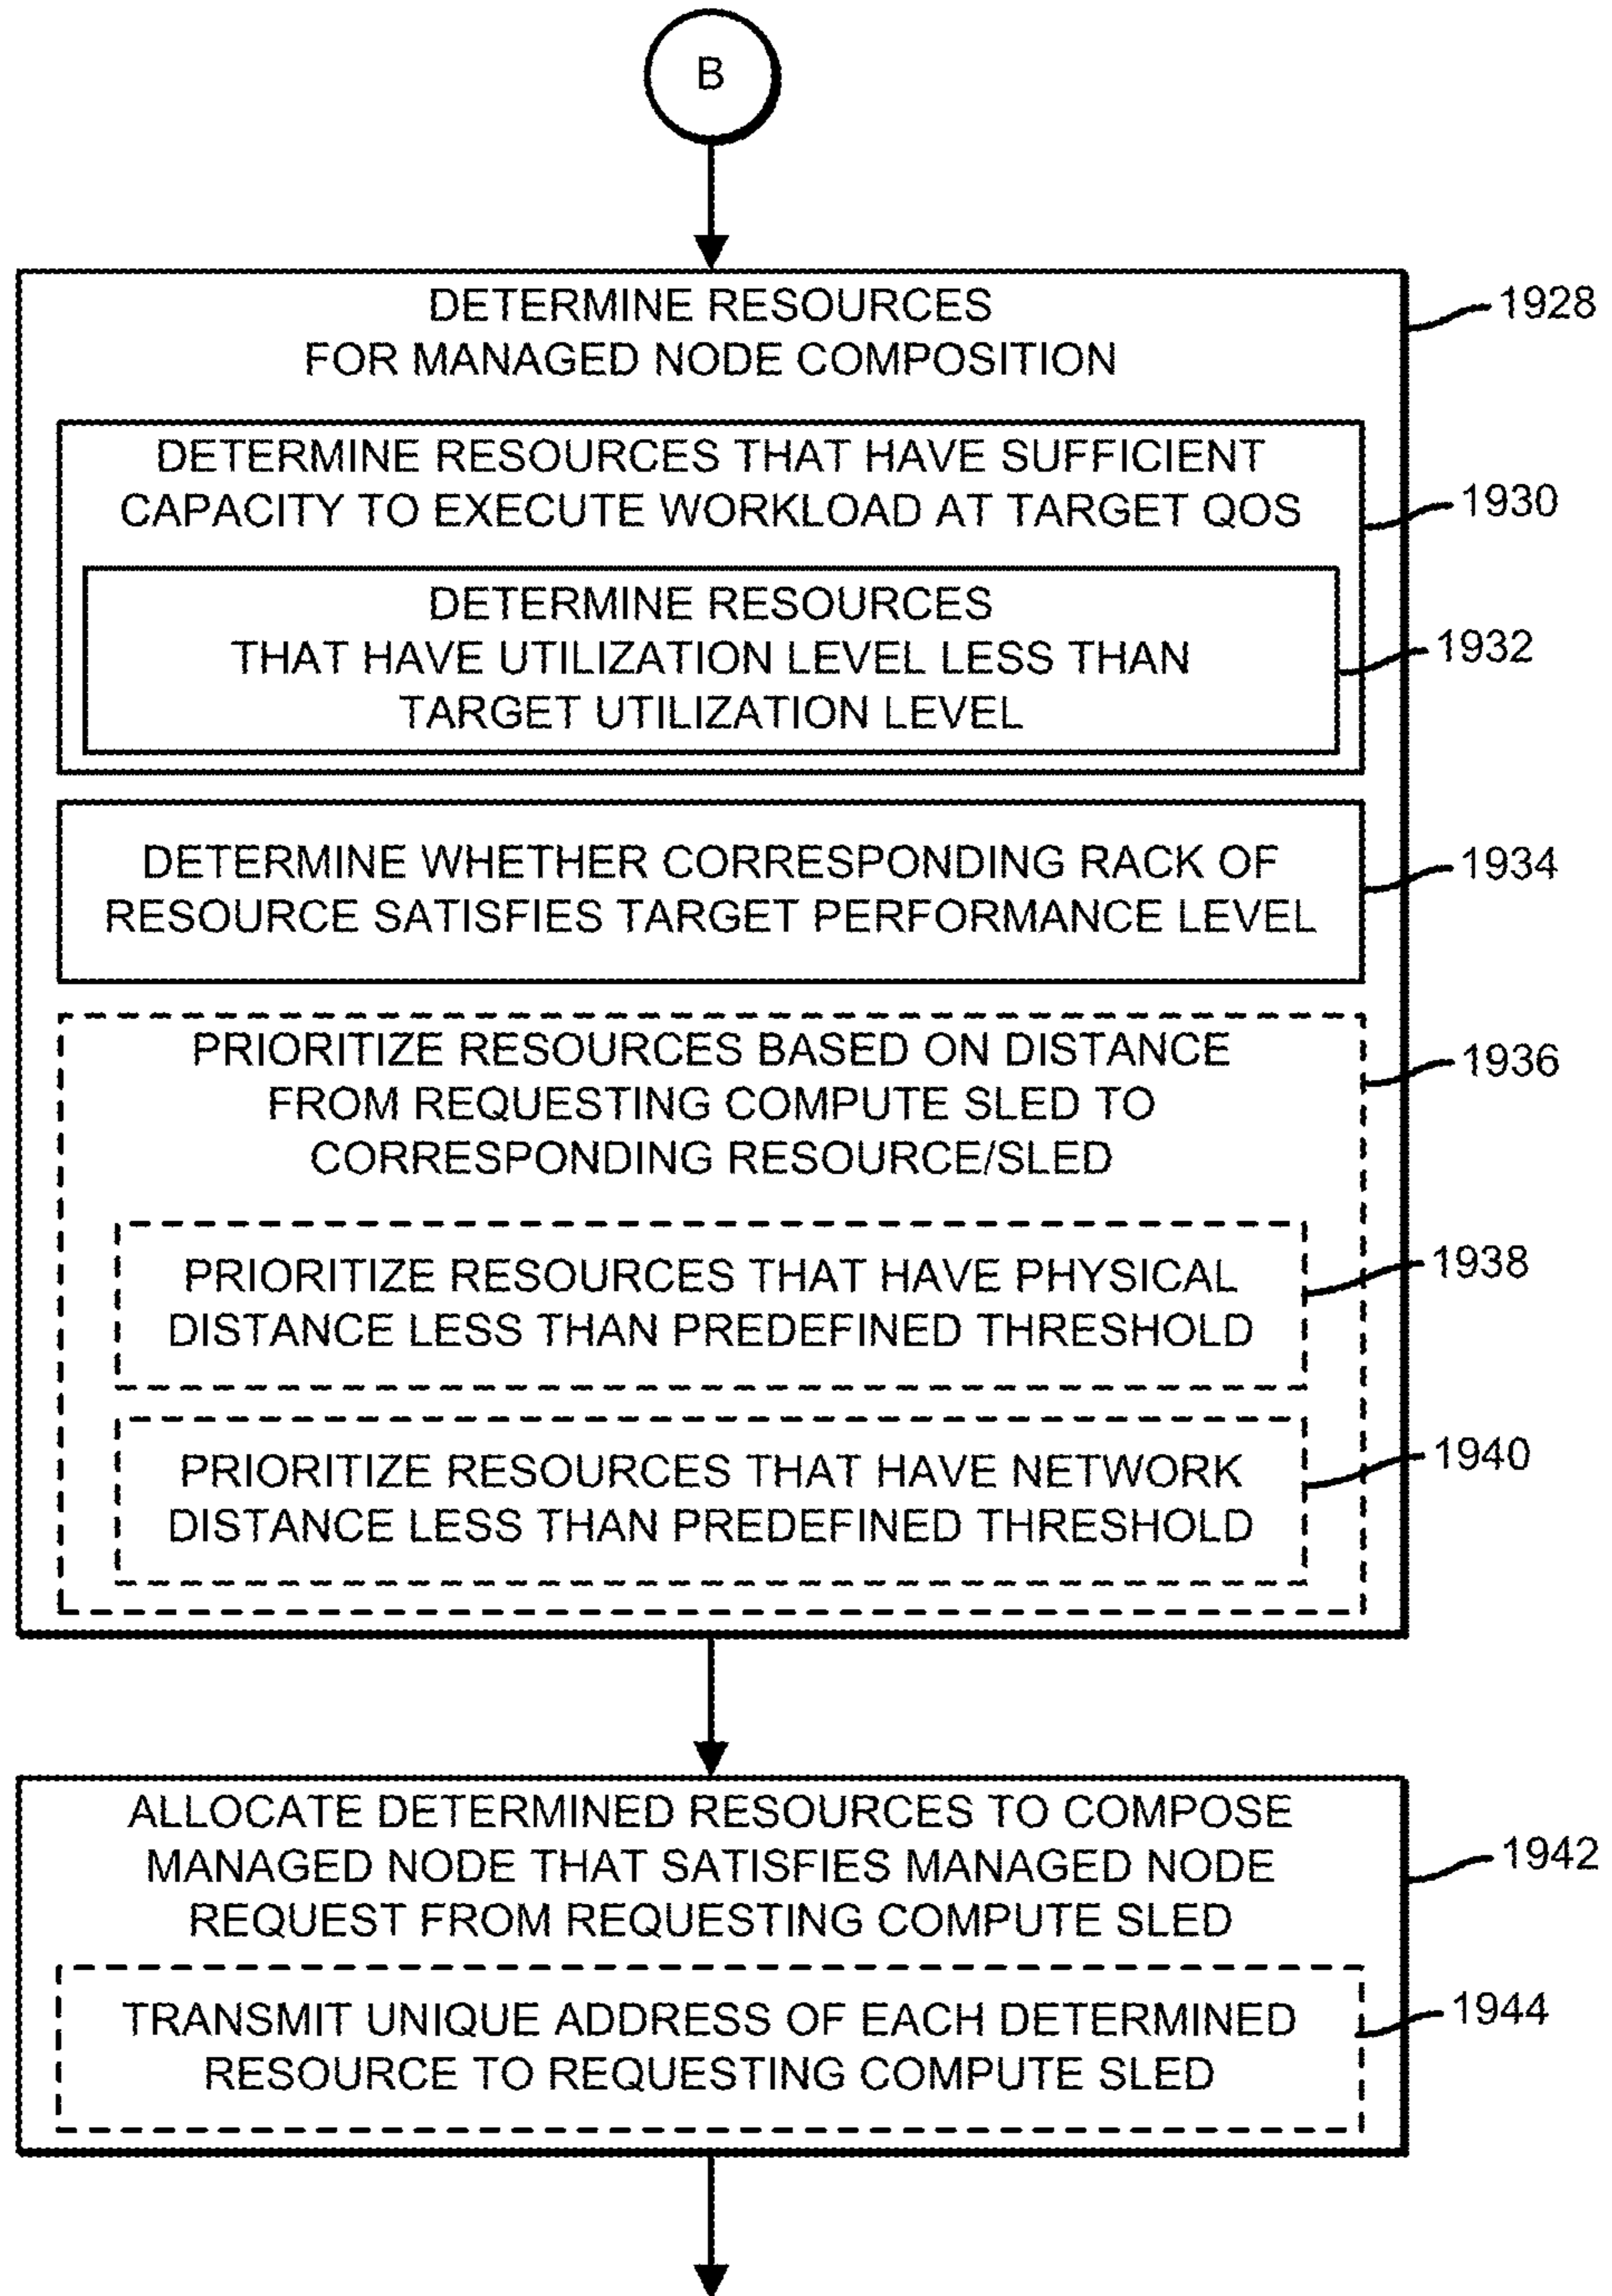 B
DETERMINE RESOURCES
FOR MANAGED NODE COMPOSITION
1928
DETERMINE RESOURCES THAT HAVE SUFFICIENT
CAPACITY TO EXECUTE WORKLOAD AT TARGET QOS
1930
DETERMINE RESOURCES
THAT HAVE UTILIZATION LEVEL LESS THAN
TARGET UTILIZATION LEVEL
1932
DETERMINE WHETHER CORRESPONDING RACK OF
RESOURCE SATISFIES TARGET PERFORMANCE LEVEL
1934
PRIORITIZE RESOURCES BASED ON DISTANCE
FROM REQUESTING COMPUTE SLED TO
CORRESPONDING RESOURCE/SLED
1936
PRIORITIZE RESOURCES THAT HAVE PHYSICAL
DISTANCE LESS THAN PREDEFINED THRESHOLD
1938
PRIORITIZE RESOURCES THAT HAVE NETWORK
DISTANCE LESS THAN PREDEFINED THRESHOLD
1940
ALLOCATE DETERMINED RESOURCES TO COMPOSE
MANAGED NODE THAT SATISFIES MANAGED NODE
REQUEST FROM REQUESTING COMPUTE SLED
1942
TRANSMIT UNIQUE ADDRESS OF EACH DETERMINED
RESOURCE TO REQUESTING COMPUTE SLED
1944